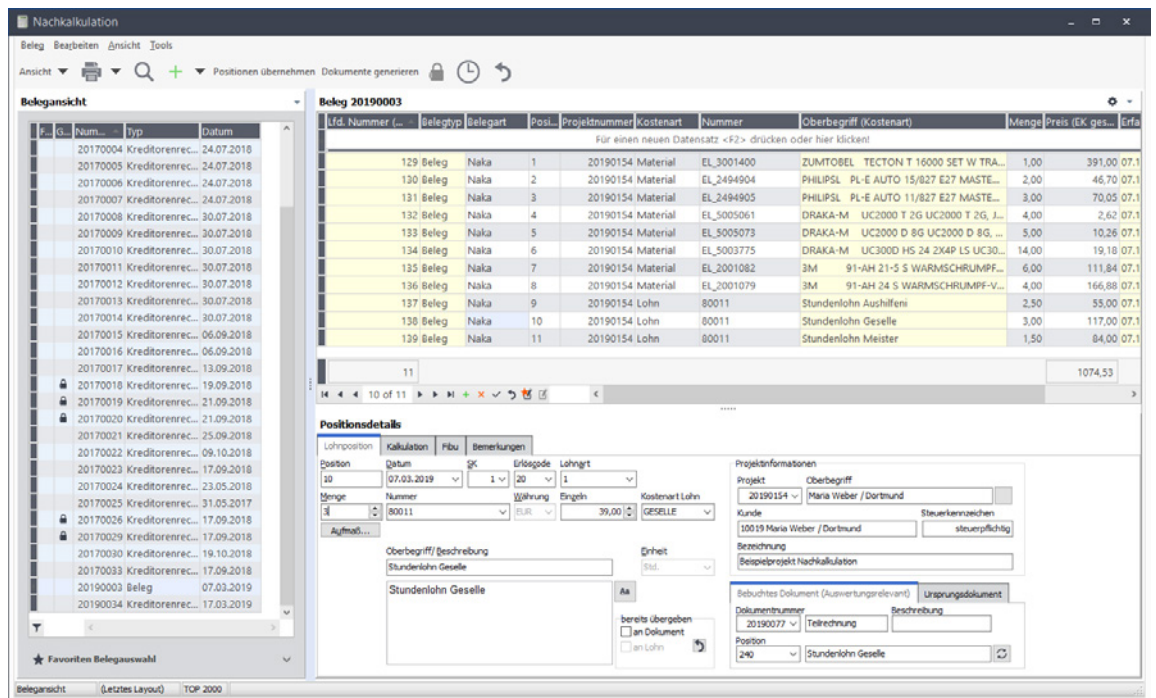 Nachkalkulation
Beleg Bearbeiten Ansicht Tools
Ansicht Positionen übernehmen Dokumente generieren
Belegansicht
F... G... Num... Typ Datum
20170004 Kreditorenrec... 24.07.2018
20170005 Kreditorenrec... 24.07.2018
20170006 Kreditorenrec... 24.07.2018
20170007 Kreditorenrec... 24.07.2018
20170008 Kreditorenrec... 30.07.2018
20170009 Kreditorenrec... 30.07.2018
20170010 Kreditorenrec... 30.07.2018
20170011 Kreditorenrec... 30.07.2018
20170012 Kreditorenrec... 30.07.2018
20170013 Kreditorenrec... 30.07.2018
20170014 Kreditorenrec... 30.07.2018
20170015 Kreditorenrec... 06.09.2018
20170016 Kreditorenrec... 06.09.2018
20170017 Kreditorenrec... 13.09.2018
20170018 Kreditorenrec... 19.09.2018
20170019 Kreditorenrec... 21.09.2018
20170020 Kreditorenrec... 21.09.2018
20170021 Kreditorenrec... 25.09.2018
20170022 Kreditorenrec... 09.10.2018
20170023 Kreditorenrec... 17.09.2018
20170024 Kreditorenrec... 23.05.2018
20170025 Kreditorenrec... 31.05.2017
20170026 Kreditorenrec... 17.09.2018
20170029 Kreditorenrec... 17.09.2018
20170030 Kreditorenrec... 19.10.2018
20170033 Kreditorenrec... 17.09.2018
20190003 Beleg 07.03.2019
20190034 Kreditorenrec... 17.03.2019
Favoriten Belegauswahl
Beleg 20190003
Lfd. Nummer (... Belegtyp Belegart Posi... Projektnummer Kostenart Nummer Oberbegriff (Kostenart) Menge Preis (EK ges... Erfa
Für einen neuen Datensatz <F2> drücken oder hier klicken!
129 Beleg Naka 1 20190154 Material EL_3001400 ZUMTOBEL TECTON T 16000 SET W TRA... 1,00 391,00 07.1
130 Beleg Naka 2 20190154 Material EL_2494904 PHILIPSL PL-E AUTO 15/827 E27 MASTE... 2,00 46,70 07.1
131 Beleg Naka 3 20190154 Material EL_2494905 PHILIPSL PL-E AUTO 11/827 E27 MASTE... 3,00 70,05 07.1
132 Beleg Naka 4 20190154 Material EL_5005061 DRAKA-M UC2000 T 2G UC2000 T 2G, J... 4,00 2,62 07.1
133 Beleg Naka 5 20190154 Material EL_5005073 DRAKA-M UC2000 D 8G UC2000 D 8G, ... 5,00 10,26 07.1
134 Beleg Naka 6 20190154 Material EL_5003775 DRAKA-M UC300D HS 24 2X4P LS UC30... 14,00 19,18 07.1
135 Beleg Naka 7 20190154 Material EL_2001082 3M 91-AH 21-5 S WARMSCHRUMPF... 6,00 111,84 07.1
136 Beleg Naka 8 20190154 Material EL_2001079 3M 91-AH 24 S WARMSCHRUMPF-V... 4,00 166,88 07.1
137 Beleg Naka 9 20190154 Lohn 80011 Stundenlohn Aushilfeni 2,50 55,00 07.1
138 Beleg Naka 10 20190154 Lohn 80011 Stundenlohn Geselle 3,00 117,00 07.1
139 Beleg Naka 11 20190154 Lohn 80011 Stundenlohn Meister 1,50 84,00 07.1
11 1074,53
10 of 11
Positionsdetails
Lohnposition Kalkulation Fibu Bemerkungen
Position Datum SK Erlöscode Lohnart
10 07.03.2019 1 20 1
Menge Nummer Währung Einzeln Kostenart Lohn
3 80011 EUR 39,00 GESELLE
Aufmaß...
Oberbegriff/Beschreibung Einheit
Stundenlohn Geselle Std.
Stundenlohn Geselle Aa
bereits übergeben
an Dokument
an Lohn
Projektinformationen
Projekt Oberbegriff
20190154 Maria Weber / Dortmund
Kunde Steuerkennzeichen
10019 Maria Weber / Dortmund steuerpflichtig
Bezeichnung
Beispielprojekt Nachkalkulation
Bebuchtes Dokument (Auswertungsrelevant) Ursprungsdokument
Dokumentnummer Beschreibung
20190077 Teilrechnung
Position
240 Stundenlohn Geselle
Belegansicht (Letztes Layout) TOP 2000